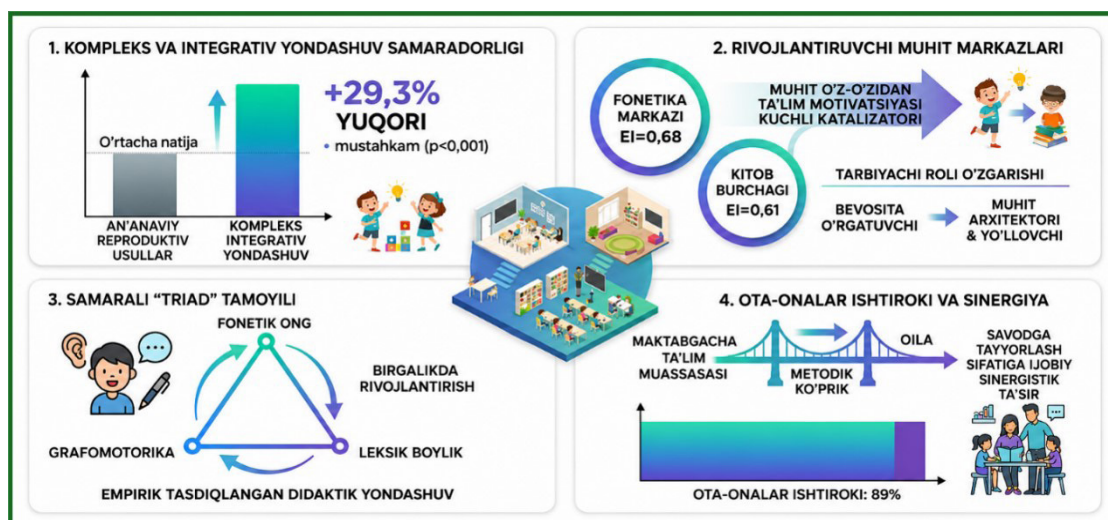 1. KOMPLEKS VA INTEGRATIV YONDASHUV SAMARADORLIGI
+29,3%
YUQORI
• mustahkam (p<0,001)
O'rtacha natija
AN'ANAVIY
REPRODUKTIV
USULLAR
KOMPLEKS
INTEGRATIV
YONDASHUV
2. RIVOJLANTIRUVCHI MUHIT MARKAZLARI
FONETIKA
MARKAZI
EI=0,68
MUHIT O'Z-O'ZIDAN
TA'LIM MOTIVATSIYASI
KUCHLI KATALIZATORI
KITOB
BURCHAGI
EI=0,61
TARBIYACHI ROLI O'ZGARISHI
BEVOSITA
O'RGATUVCHI
MUHIT
ARXITEKTORI
& YO'LLOVCHI
3. SAMARALI "TRIAD" TAMOYILI
FONETIK ONG
BIRGALIKDA
RIVOJLANTIRISH
GRAFOMOTORIKA
LEKSIK BOYLIK
EMPIRIK TASDIQLANGAN DIDAKTIK YONDASHUV
4. OTA-ONALAR ISHTIROKI VA SINERGIYA
MAKTABGACHA
TA'LIM
MUASSASASI
METODIK
KO'PRIK
OILA
SAVODGA
TAYYORLASH
SIFATIGA IJOBIY
SINERGISTIK
TA'SIR
OTA-ONALAR ISHTIROKI: 89%